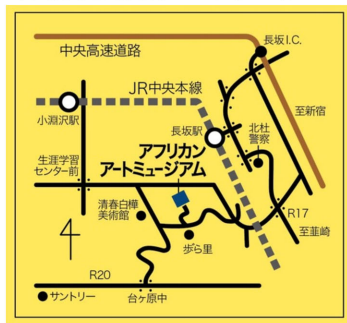 中央高速道路
長坂I.C.
JR中央本線
小淵沢駅
至新宿
長坂駅
北杜
警察
アフリカン
アートミュージアム
生涯学習
センター前
清春白樺
美術館
歩ら里
R17
至韮崎
R20
サントリー
台ヶ原中